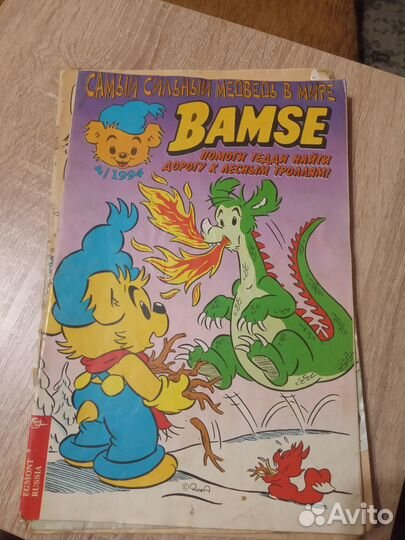 САМЫЙ СИЛЬНЫЙ МЕДВЕДЬ В МИРЕ
BAMSE
ПОМОГИ ТЕДДИ НАЙТИ
ДОРОГУ К ЛЕСНЫМ ТРОЛЛЯМ!
4/1994
EGMONT
RUSSIA
Avito